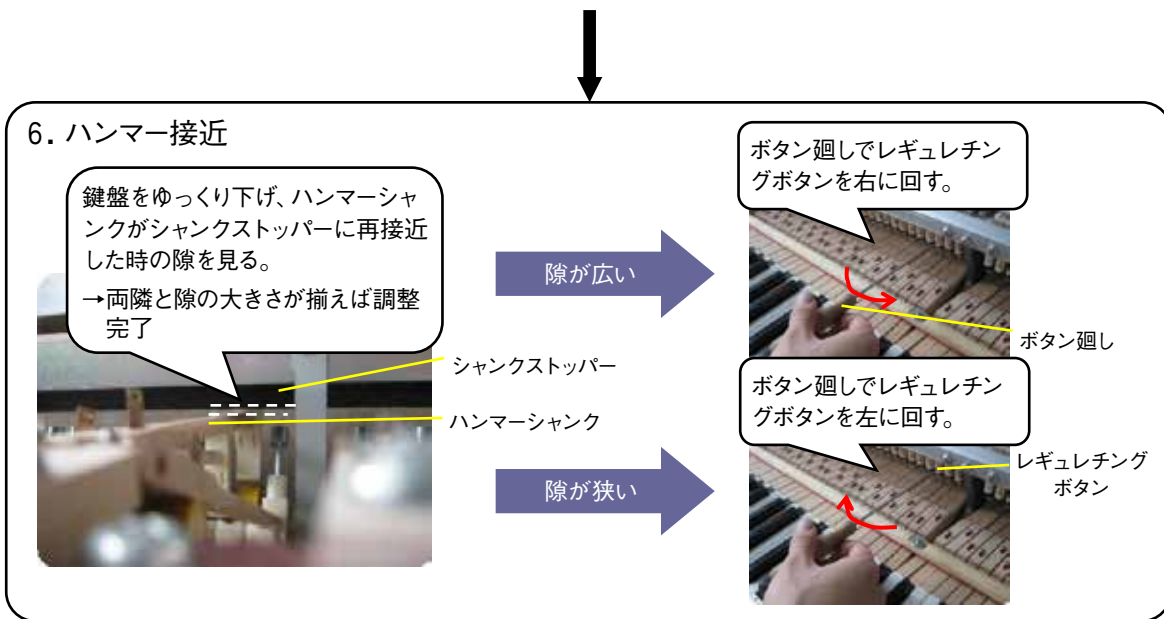 6. ハンマー接近
鍵盤をゆっくり下げ、ハンマーシャ
ンクがシャンクストッパーに再接近
した時の隙を見る。
→両隣と隙の大きさが揃えば調整
完了
シャンクストッパー
ハンマーシャンク
隙が広い
ボタン廻しでレギュレチン
グボタンを右に回す。
ボタン廻し
隙が狭い
ボタン廻しでレギュレチン
グボタンを左に回す。
レギュレチング
ボタン